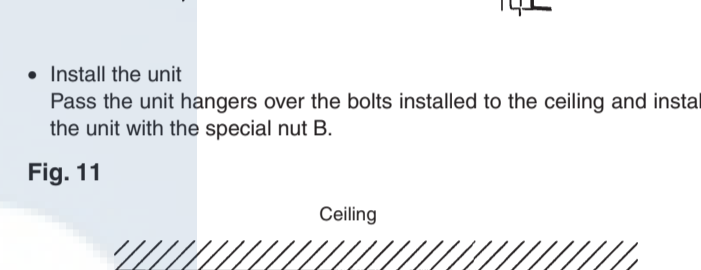 • Install the unit
Pass the unit hangers over the bolts installed to the ceiling and instal
the unit with the special nut B.
Fig. 11
Ceiling